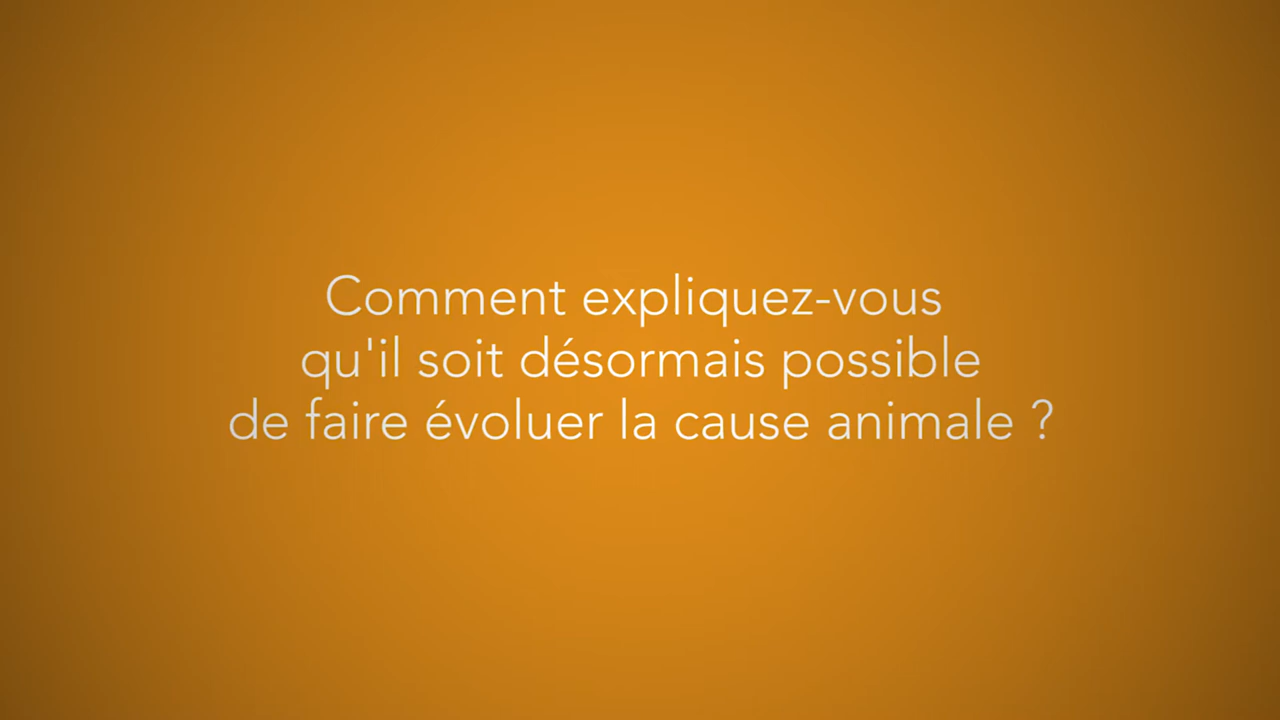 Comment expliquez-vous
qu'il soit désormais possible
de faire évoluer la cause animale ?